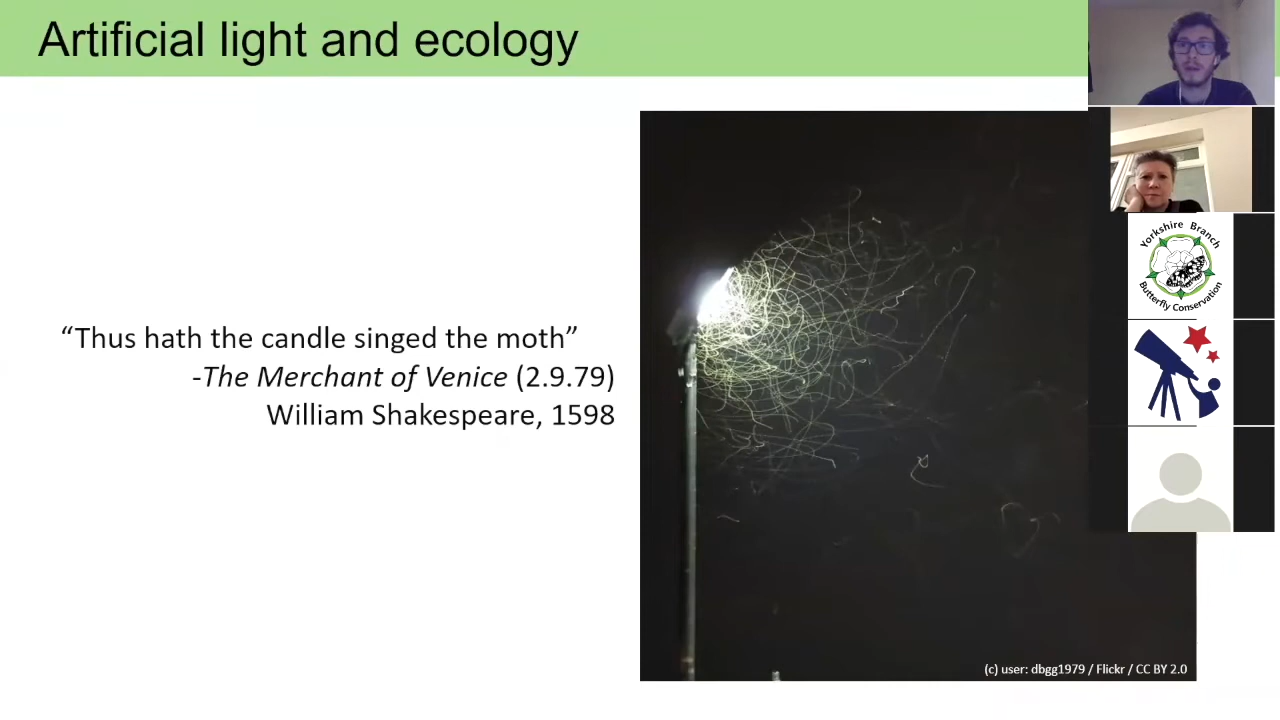 Artificial light and ecology
“Thus hath the candle singed the moth”
-The Merchant of Venice (2.9.79)
William Shakespeare, 1598
Yorkshire Branch
Butterfly Conservation
(c) user: dbgg1979 / Flickr / CC BY 2.0